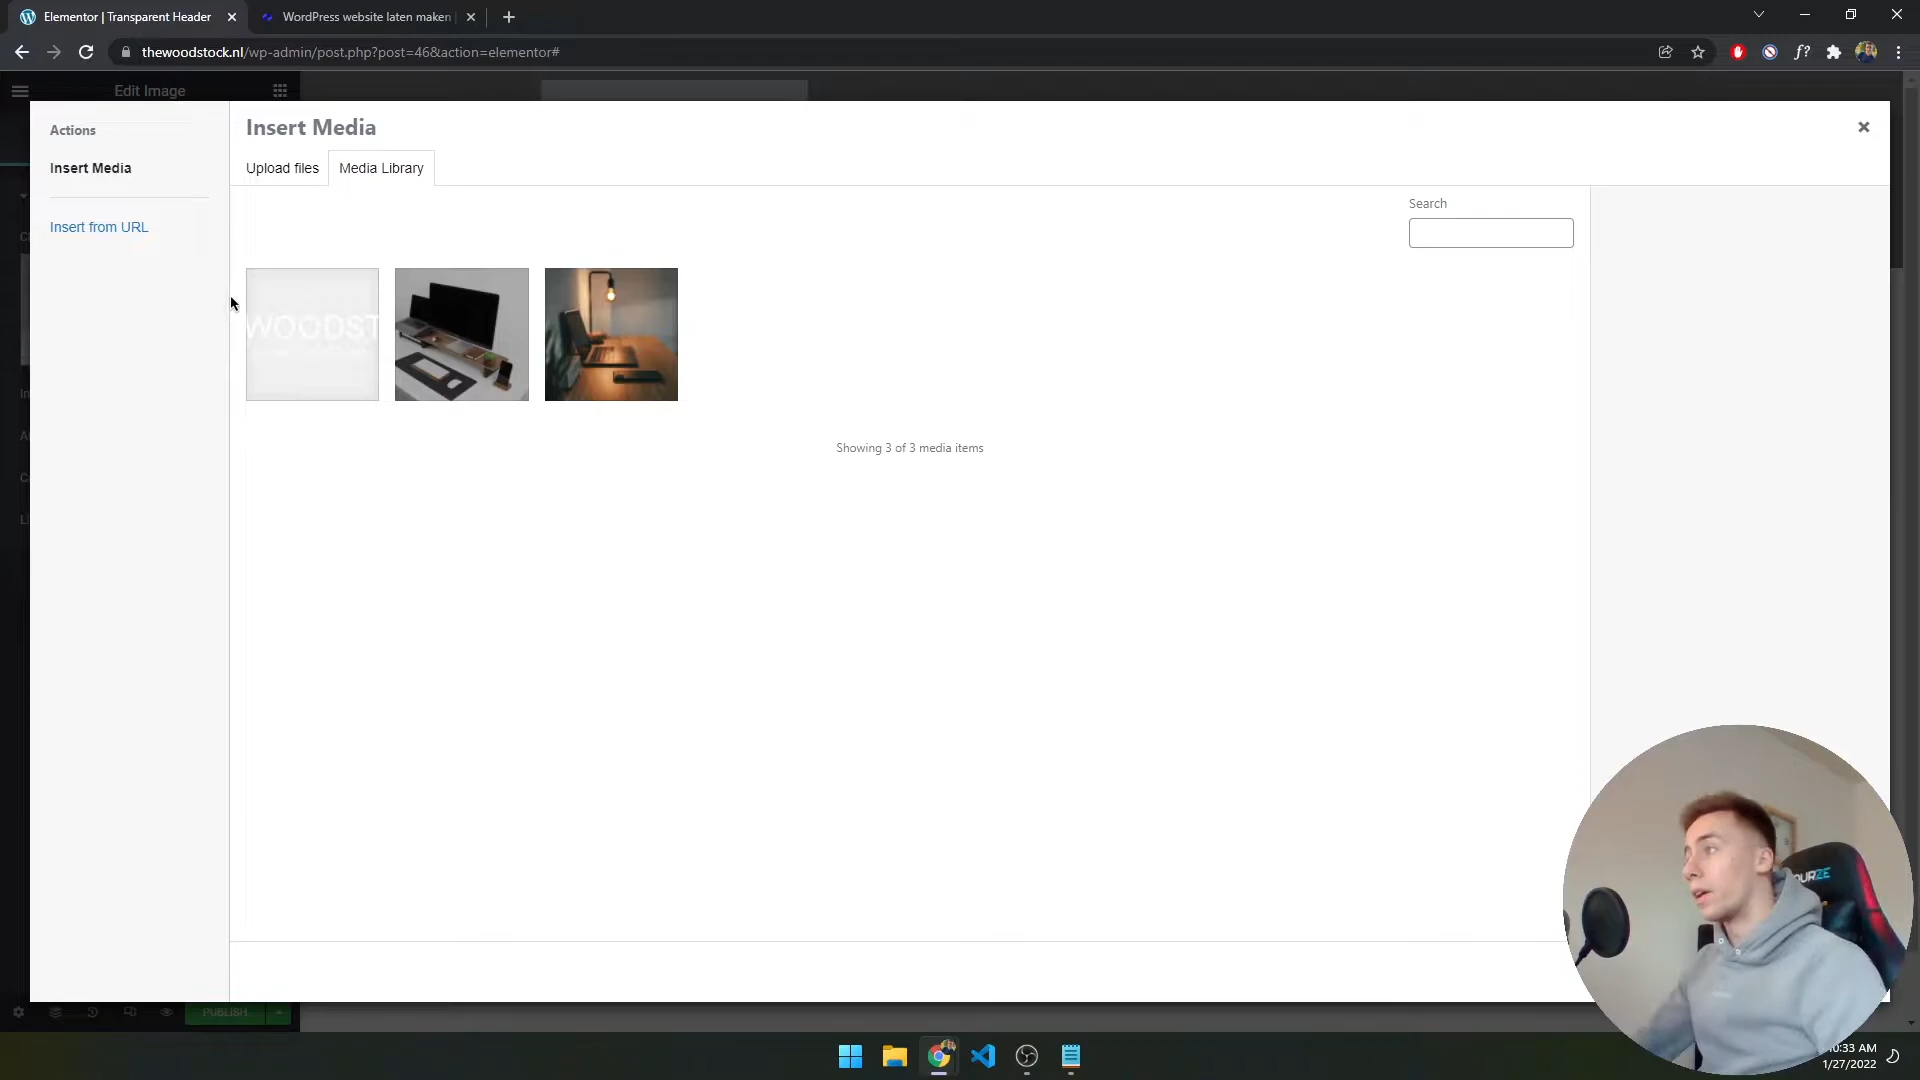 Elementor | Transparent Header
WordPress website laten maken
thewoodstock.nl/wp-admin/post.php?post=46&action=elementor#
Edit Image
Actions
Insert Media
Insert from URL
Insert Media
Upload files
Media Library
Search
WOODST
Showing 3 of 3 media items
PUBLISH
0:33 AM
1/27/2022